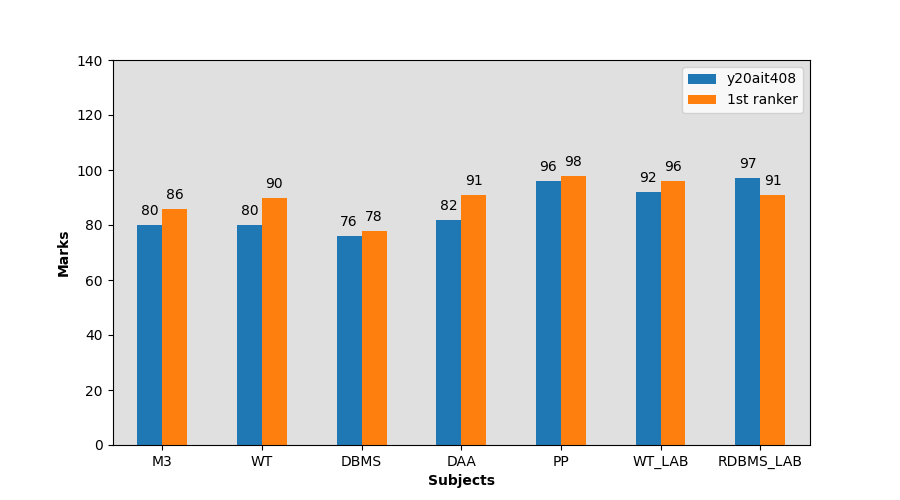 140
120
100
80
60
40
20
0
Marks
y20ait408
1st ranker
80 86 80 90 76 78 82 91 96 98 92 96 97 91
M3 WT DBMS DAA PP WT_LAB RDBMS_LAB
Subjects